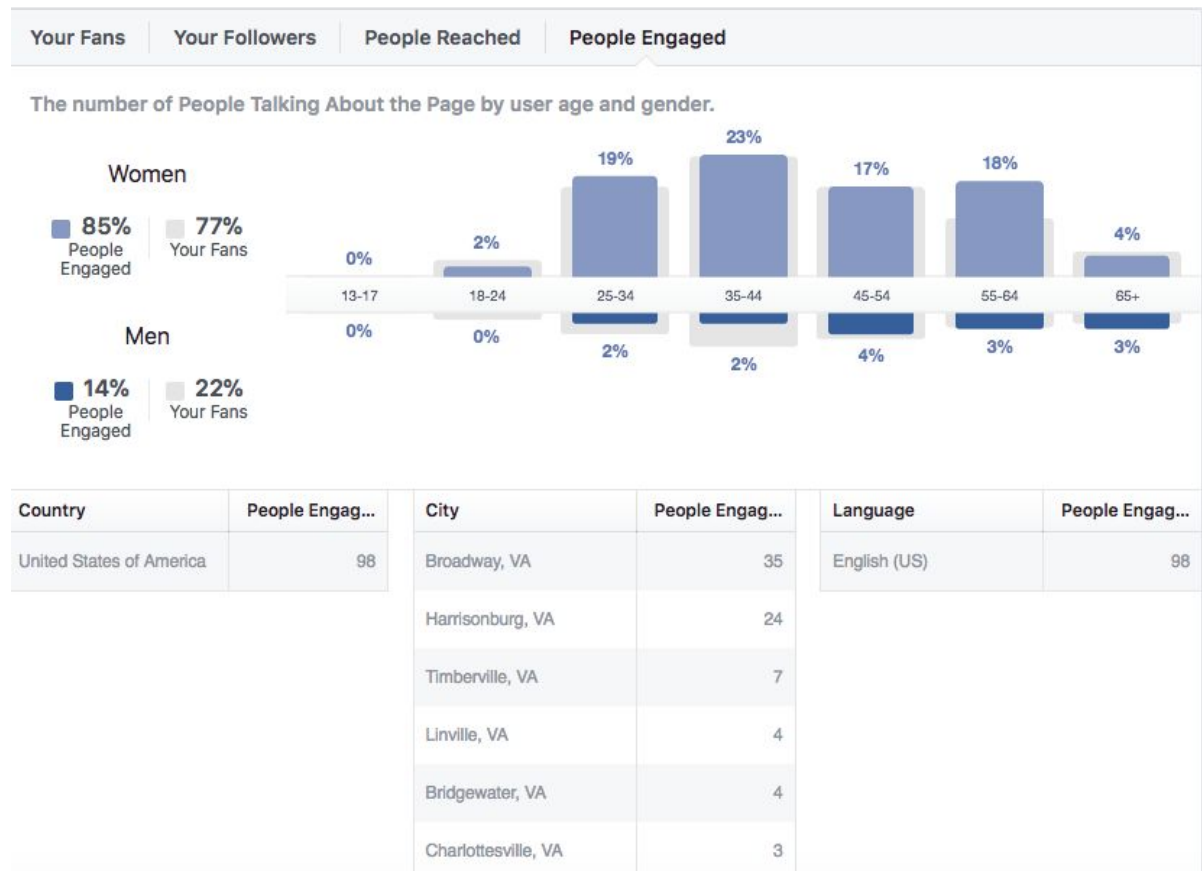 Your Fans Your Followers People Reached People Engaged
The number of People Talking About the Page by user age and gender.
Women
85% People Engaged
77% Your Fans
0% 2% 19% 23% 17% 18% 4%
13-17 18-24 25-34 35-44 45-54 55-64 65+
0% 0% 2% 2% 4% 3% 3%
Men
14% People Engaged
22% Your Fans
Country People Engag...
United States of America 98
City People Engag...
Broadway, VA 35
Harrisonburg, VA 24
Timberville, VA 7
Linville, VA 4
Bridgewater, VA 4
Charlottesville, VA 3
Language People Engag...
English (US) 98